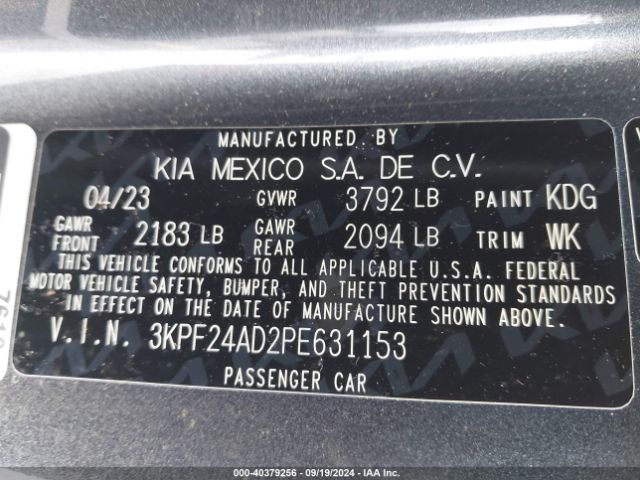 MANUFACTURED BY
KIA MEXICO S.A. DE C.V.
04/23 GVWR 3792 LB PAINT KDG
GAWR FRONT 2183 LB GAWR REAR 2094 LB TRIM WK
THIS VEHICLE CONFORMS TO ALL APPLICABLE U.S.A. FEDERAL
MOTOR VEHICLE SAFETY, BUMPER, AND THEFT PREVENTION STANDARDS
IN EFFECT ON THE DATE OF MANUFACTURE SHOWN ABOVE.
V.I.N. 3KPF24AD2PE631153
PASSENGER CAR
00-40379256 - 09/19/2024 - IAA Inc.